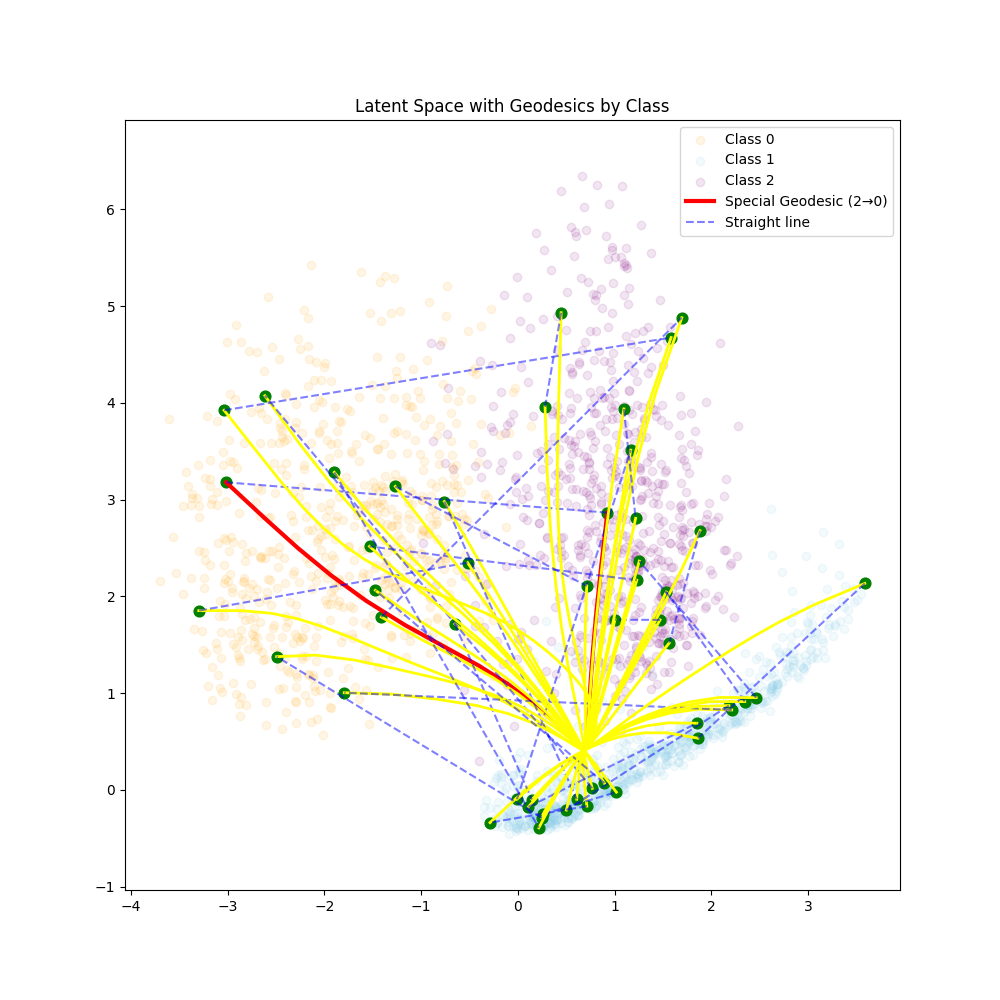 Latent Space with Geodesics by Class
Class 0
Class 1
Class 2
Special Geodesic (2→0)
Straight line
6
5
4
3
2
1
0
−1
−4 −3 −2 −1 0 1 2 3